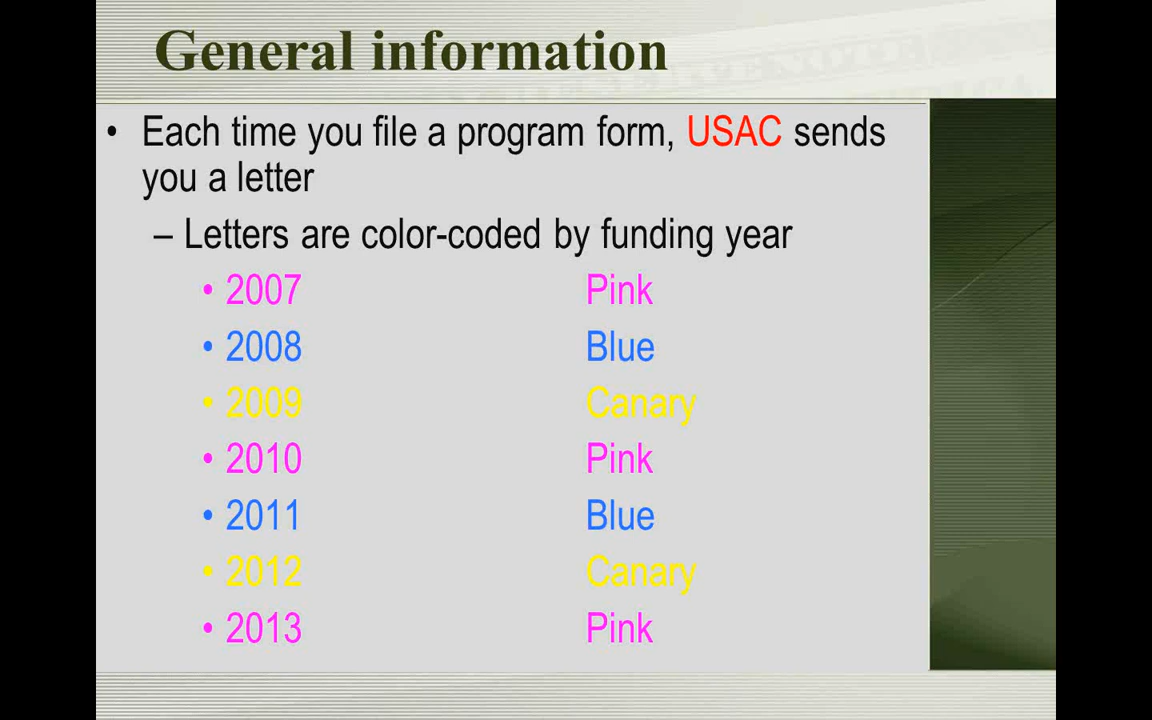 General information
• Each time you file a program form, USAC sends
you a letter
– Letters are color-coded by funding year
• 2007 Pink
• 2008 Blue
• 2009 Canary
• 2010 Pink
• 2011 Blue
• 2012 Canary
• 2013 Pink